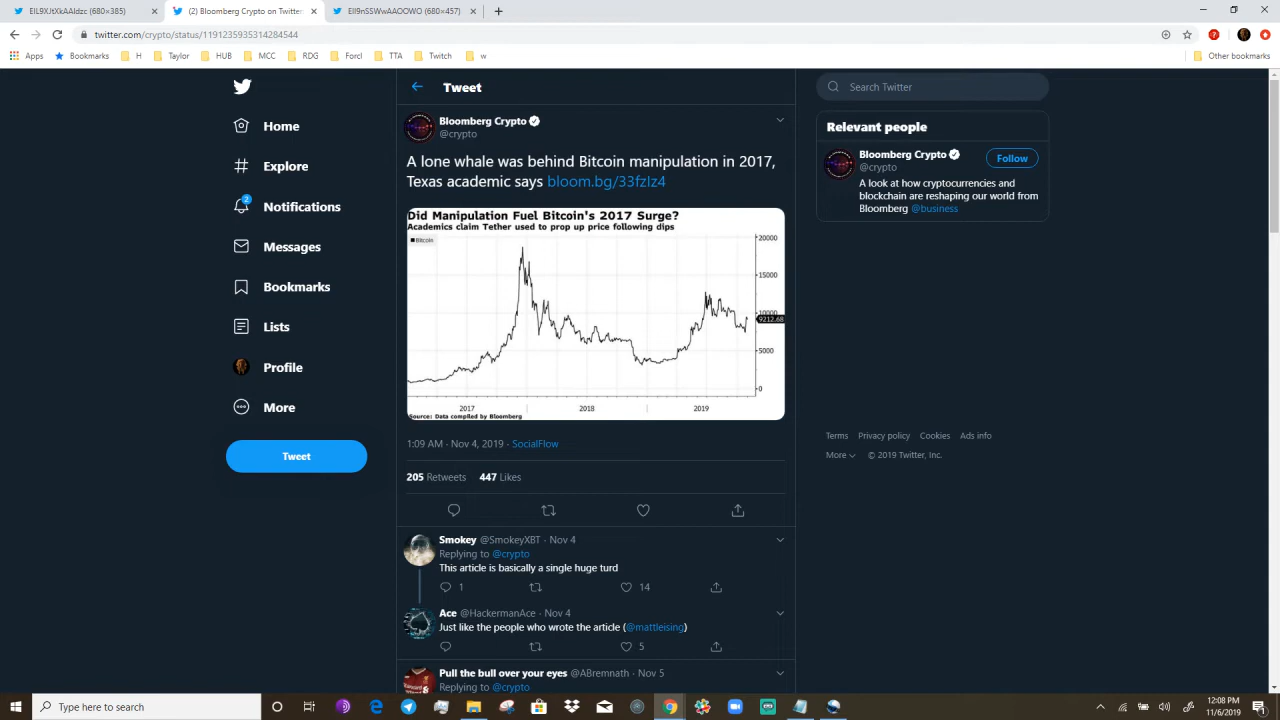 EIL9XJtXkAAIdzz (680×385)
(2) Bloomberg Crypto on Twitter
EIl9nSSWwAAOOWO (680×457)
twitter.com/crypto/status/1191235935314284544
Apps
Bookmarks
H
Taylor
HUB
MCC
RDG
Forcl
TTA
Twitch
w
Other bookmarks
Home
Explore
2
Notifications
Messages
Bookmarks
Lists
Profile
More
Tweet
Tweet
Bloomberg Crypto
@crypto
A lone whale was behind Bitcoin manipulation in 2017,
Texas academic says bloom.bg/33fzIz4
Did Manipulation Fuel Bitcoin's 2017 Surge?
Academics claim Tether used to prop up price following dips
Bitcoin
20000
15000
10000
9212.68
5000
0
2017
2018
2019
Source: Data compiled by Bloomberg
1:09 AM · Nov 4, 2019 · SocialFlow
205 Retweets 447 Likes
Smokey @SmokeyXBT · Nov 4
Replying to @crypto
This article is basically a single huge turd
1
14
Ace @HackermanAce · Nov 4
Just like the people who wrote the article (@mattleising)
5
Pull the bull over your eyes @ABremnath · Nov 5
Replying to @crypto
Search Twitter
Relevant people
Bloomberg Crypto
@crypto
Follow
A look at how cryptocurrencies and
blockchain are reshaping our world from
Bloomberg @business
Terms Privacy policy Cookies Ads info
More © 2019 Twitter, Inc.
Type here to search
12:08 PM
11/6/2019